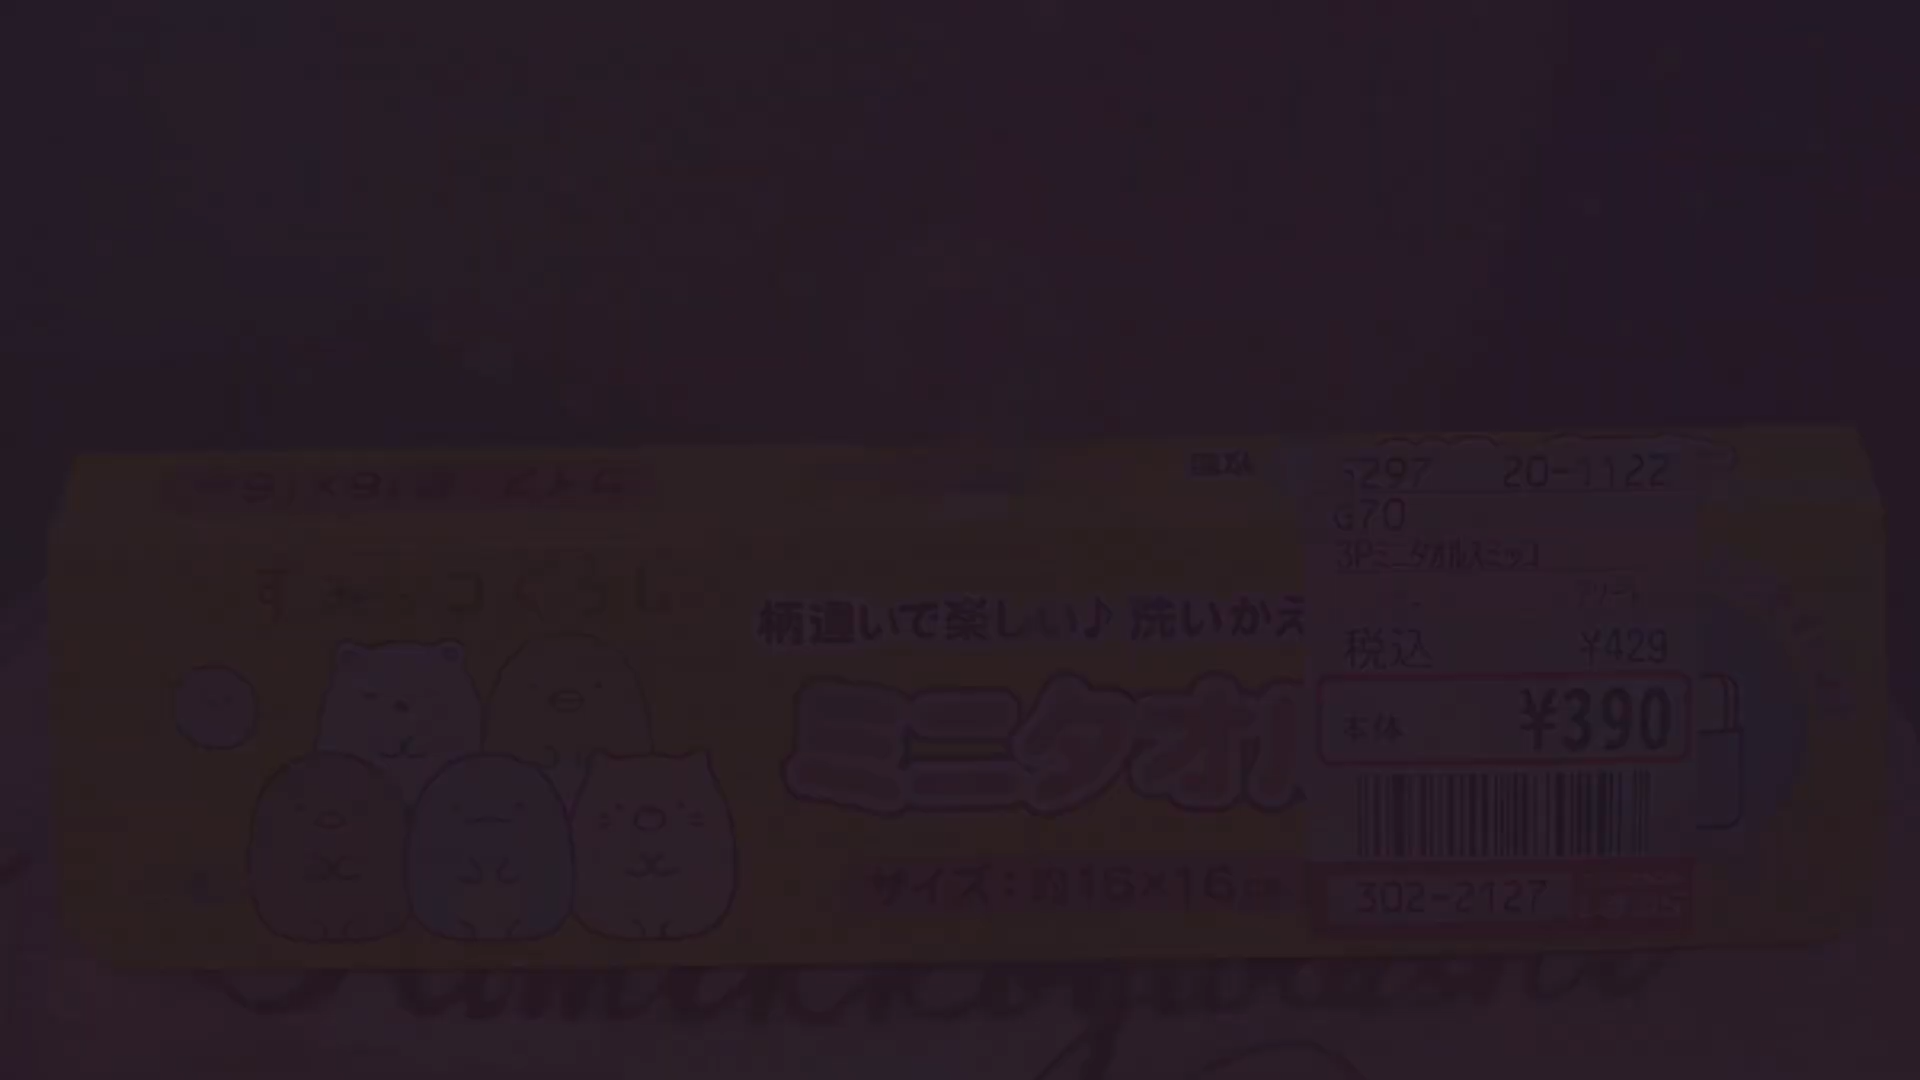 すみっコぐらし
柄違いで楽しい♪ 洗いかえ
ミニタオル
サイズ：約16×16cm
297 20-1122
G70
3Pミニタオルスミッコ
税込 ¥429
本体 ¥390
302-2127